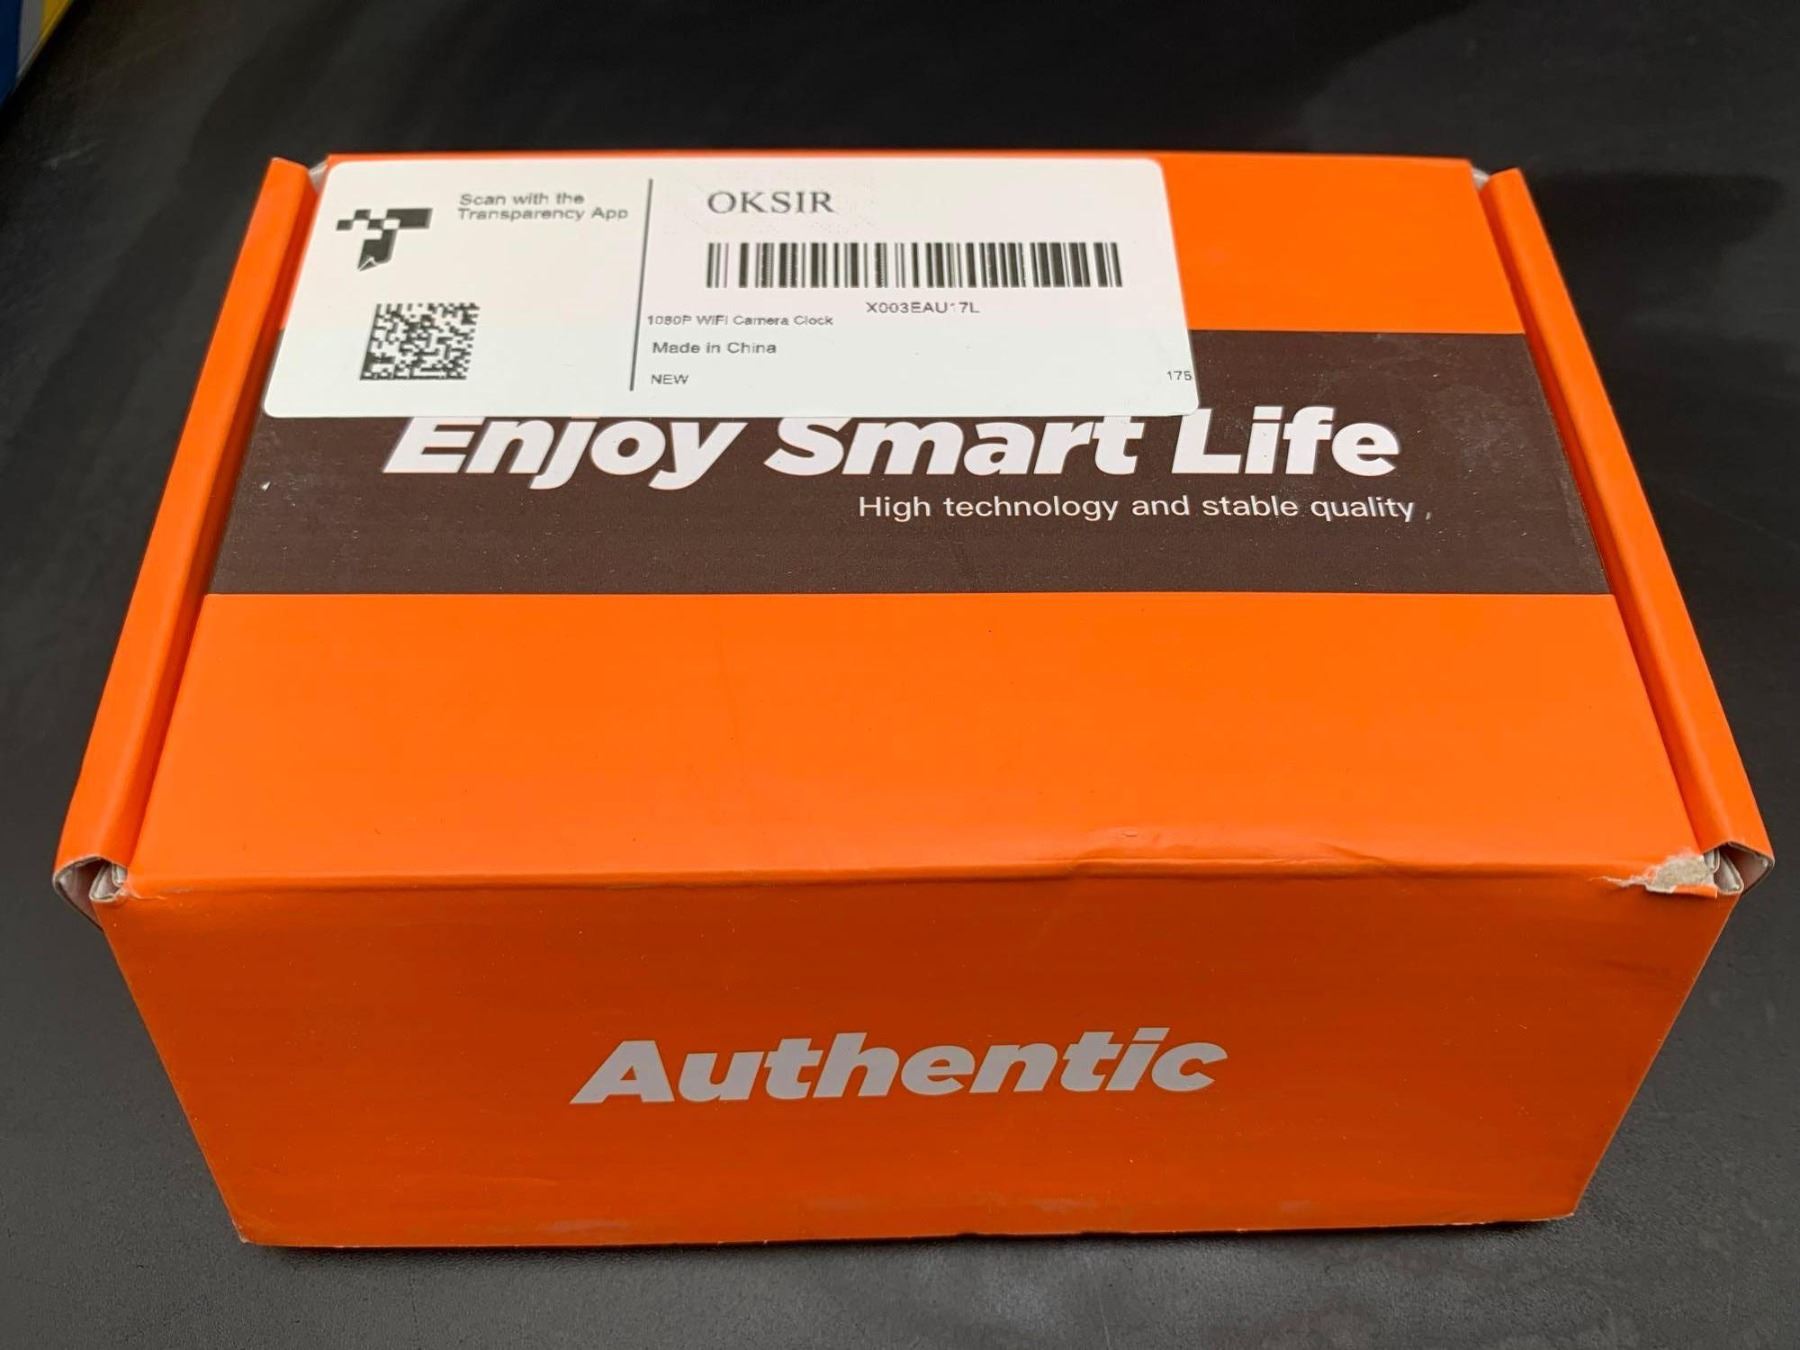 Scan with the
Transparency App
OKSIR
X003EAU17L
1080P WiFi Camera Clock
Made in China
NEW
175
Enjoy Smart Life
High technology and stable quality ,
Authentic